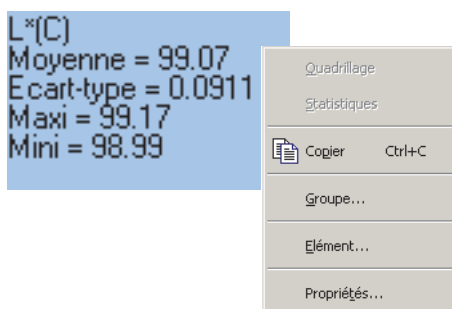 L*(C)
Moyenne = 99.07
Ecart-type = 0.0911
Maxi = 99.17
Mini = 98.99
Quadrillage
Statistiques
Copier Ctrl+C
Groupe...
Elément...
Propriétés...